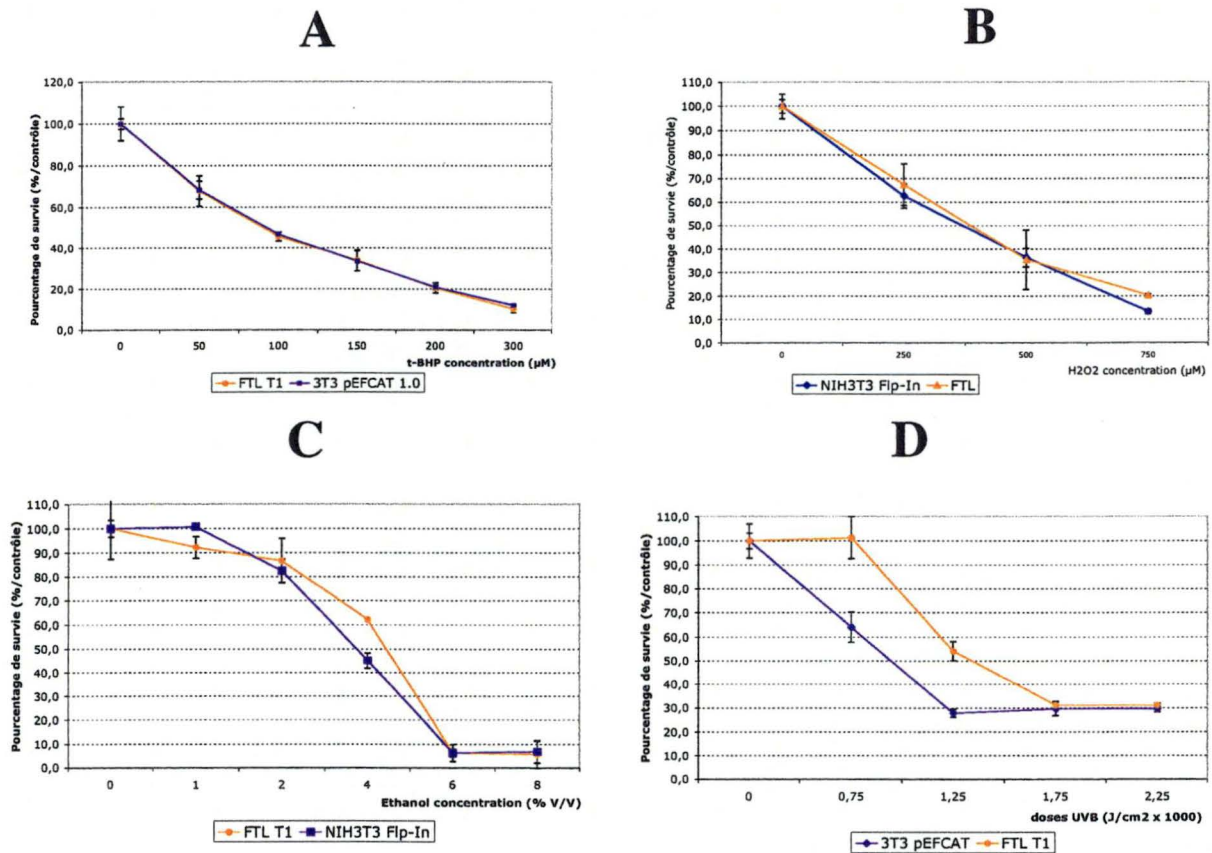 A
Pourcentage de survie (%/contrôle)
120,0
100,0
80,0
60,0
40,0
20,0
0,0
0 50 100 150 200 300
t-BHP concentration (µM)
FTL T1 3T3 pEFCAT 1.0
B
Pourcentage de survie (%/contrôle)
110,0
100,0
90,0
80,0
70,0
60,0
50,0
40,0
30,0
20,0
10,0
0,0
0 250 500 750
H2O2 concentration (µM)
NIH3T3 Flp-In FTL
C
Pourcentage de survie (%/contrôle)
110,0
100,0
90,0
80,0
70,0
60,0
50,0
40,0
30,0
20,0
10,0
0,0
0 1 2 4 6 8
Ethanol concentration (% V/V)
FTL T1 NIH3T3 Flp-In
D
Pourcentage de survie (%/contrôle)
110,0
100,0
90,0
80,0
70,0
60,0
50,0
40,0
30,0
20,0
10,0
0,0
0 0,75 1,25 1,75 2,25
doses UVB (J/cm2 x 1000)
3T3 pEFCAT FTL T1